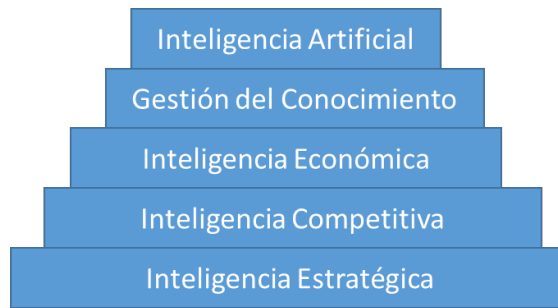 Inteligencia Artificial
Gestión del Conocimiento
Inteligencia Económica
Inteligencia Competitiva
Inteligencia Estratégica